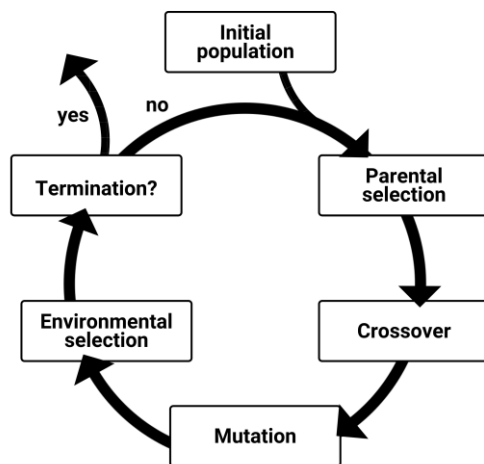 Initial
population
yes
no
Termination?
Parental
selection
Environmental
selection
Crossover
Mutation